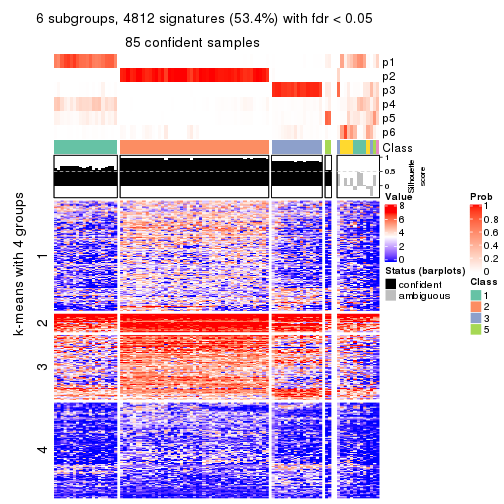 6 subgroups, 4812 signatures (53.4%) with fdr < 0.05
85 confident samples
p1
p2
p3
p4
p5
p6
Class
1
0.5
0
Silhouette
score
k-means with 4 groups
1
2
3
4
Value
8
6
4
2
0
Status (barplots)
confident
ambiguous
Prob
1
0.8
0.6
0.4
0.2
0
Class
1
2
3
5